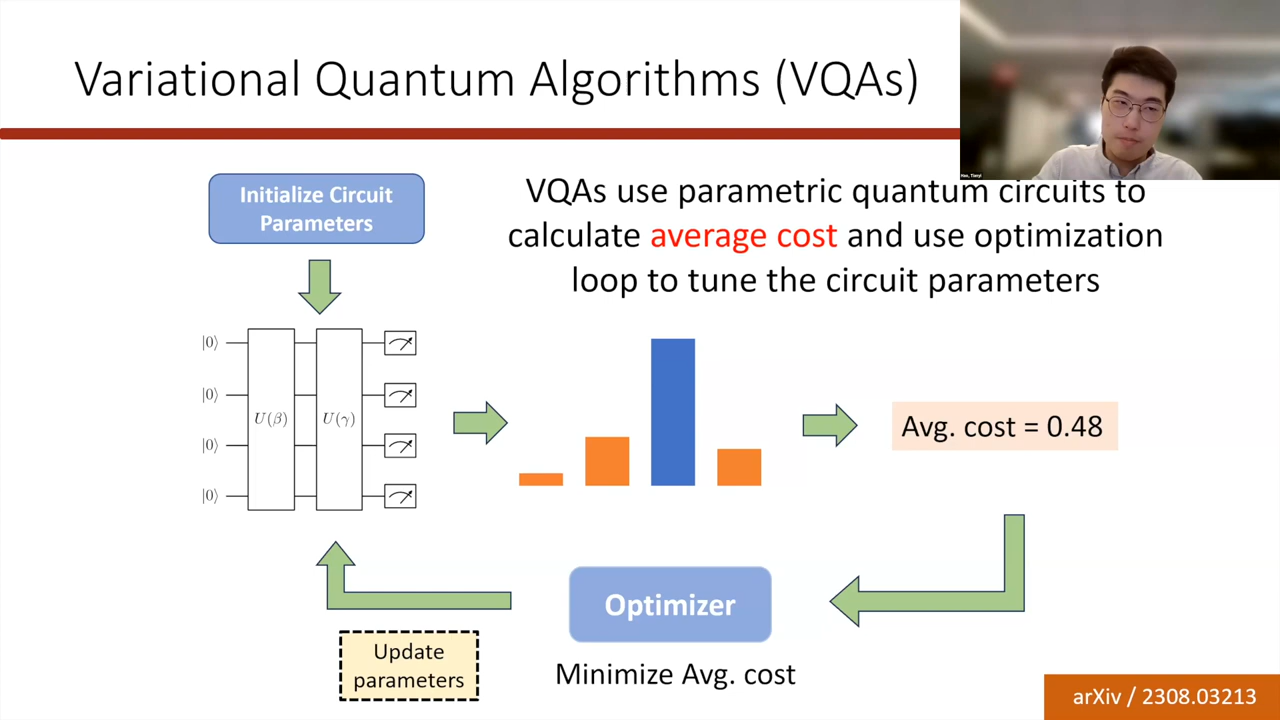 Variational Quantum Algorithms (VQAs)
Hao, Tianyi
Initialize Circuit
Parameters
VQAs use parametric quantum circuits to
calculate average cost and use optimization
loop to tune the circuit parameters
|0⟩
|0⟩
|0⟩
|0⟩
U(β)
U(γ)
Avg. cost = 0.48
Optimizer
Minimize Avg. cost
Update
parameters
arXiv / 2308.03213